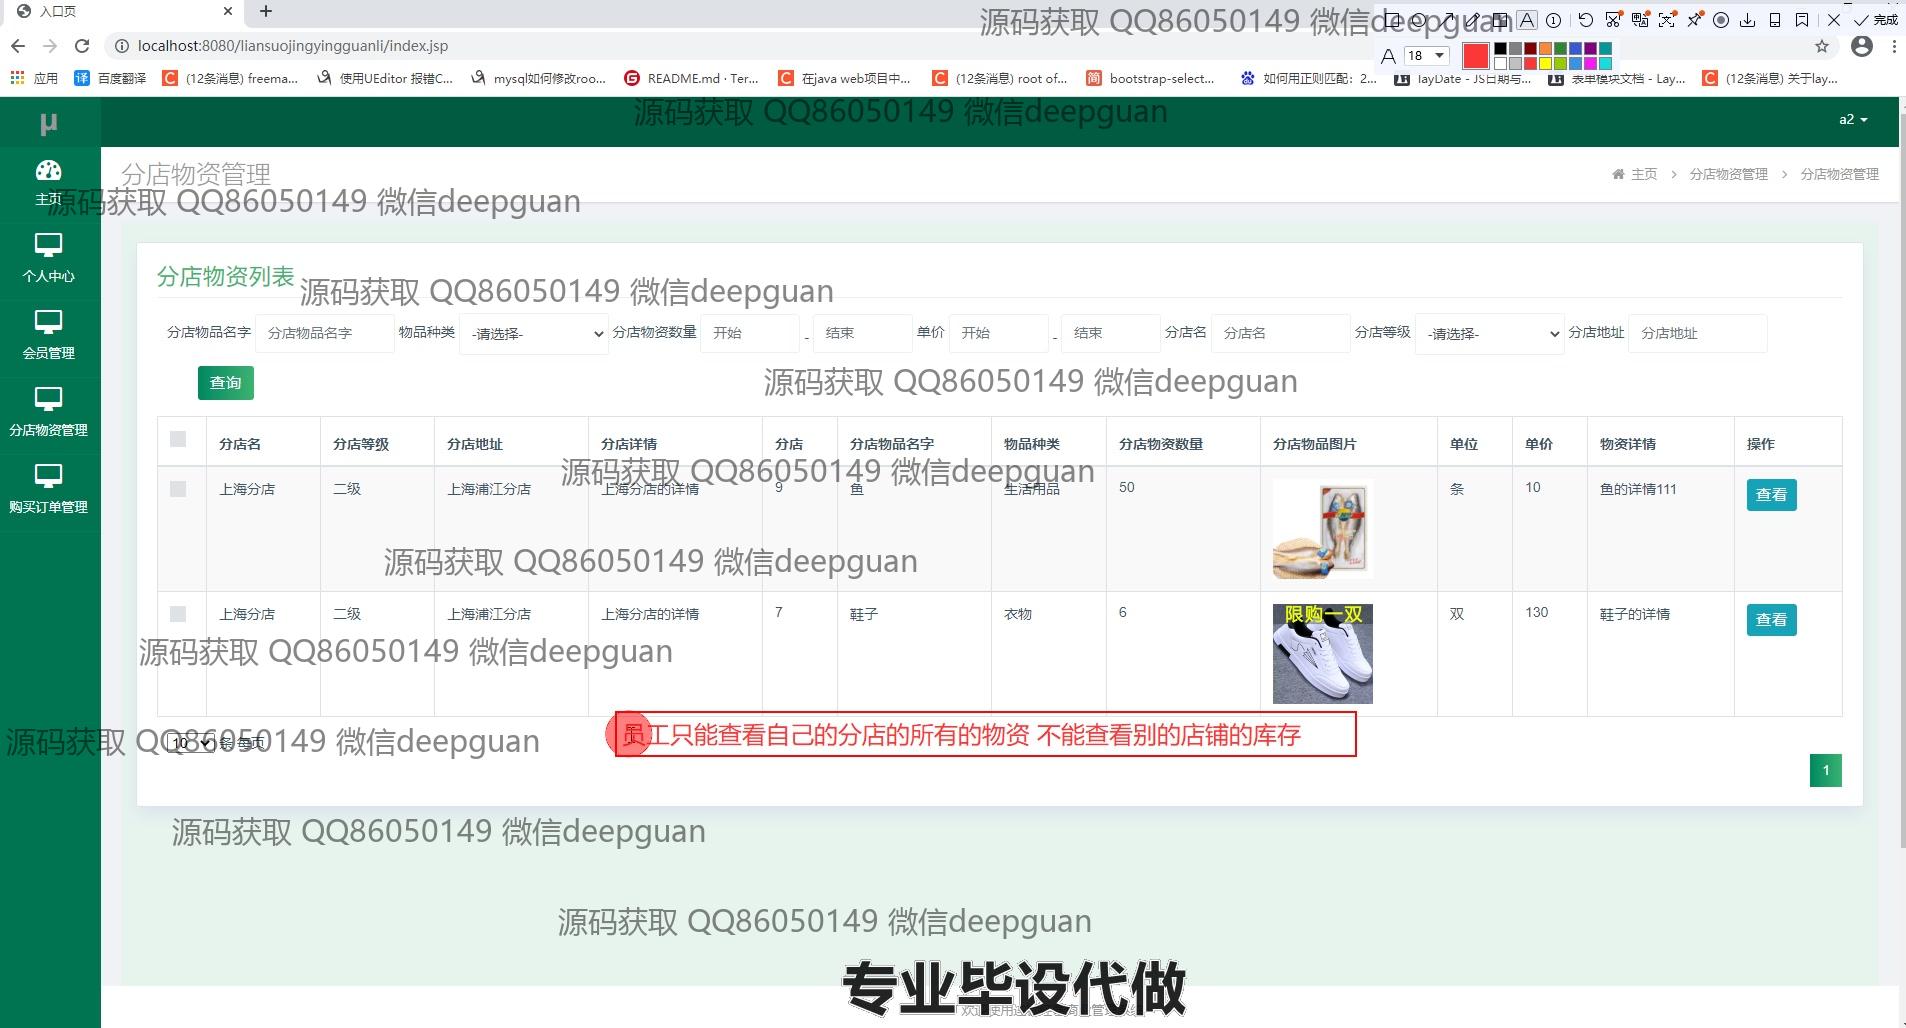 入口页
源码获取 QQ86050149 微信deepguan
完成
localhost:8080/liansuojingyingguanli/index.jsp
18
应用
百度翻译
(12条消息) freema...
使用UEditor 报错C...
mysql如何修改roo...
README.md · Ter...
在java web项目中...
(12条消息) root of...
bootstrap-select...
如何用正则匹配：2...
layDate - JS日期与...
表单模块文档 - Lay...
(12条消息) 关于lay...
μ
源码获取 QQ86050149 微信deepguan
a2
主页
分店物资管理
主页 > 分店物资管理 > 分店物资管理
源码获取 QQ86050149 微信deepguan
个人中心
会员管理
分店物资管理
购买订单管理
分店物资列表
源码获取 QQ86050149 微信deepguan
分店物品名字 分店物品名字 物品种类 -请选择- 分店物资数量 开始 - 结束 单价 开始 - 结束 分店名 分店名 分店等级 -请选择- 分店地址 分店地址
查询
源码获取 QQ86050149 微信deepguan
分店名 分店等级 分店地址 分店详情 分店 分店物品名字 物品种类 分店物资数量 分店物品图片 单位 单价 物资详情 操作
源码获取 QQ86050149 微信deepguan
上海分店 二级 上海浦江分店 上海分店的详情 9 鱼 生活用品 50 条 10 鱼的详情111 查看
源码获取 QQ86050149 微信deepguan
上海分店 二级 上海浦江分店 上海分店的详情 7 鞋子 衣物 6 双 130 鞋子的详情 查看
限购一双
源码获取 QQ86050149 微信deepguan
员工只能查看自己的分店的所有的物资 不能查看别的店铺的库存
源码获取 QQ86050149 微信deepguan
10 条 每页
1
源码获取 QQ86050149 微信deepguan
源码获取 QQ86050149 微信deepguan
专业毕设代做